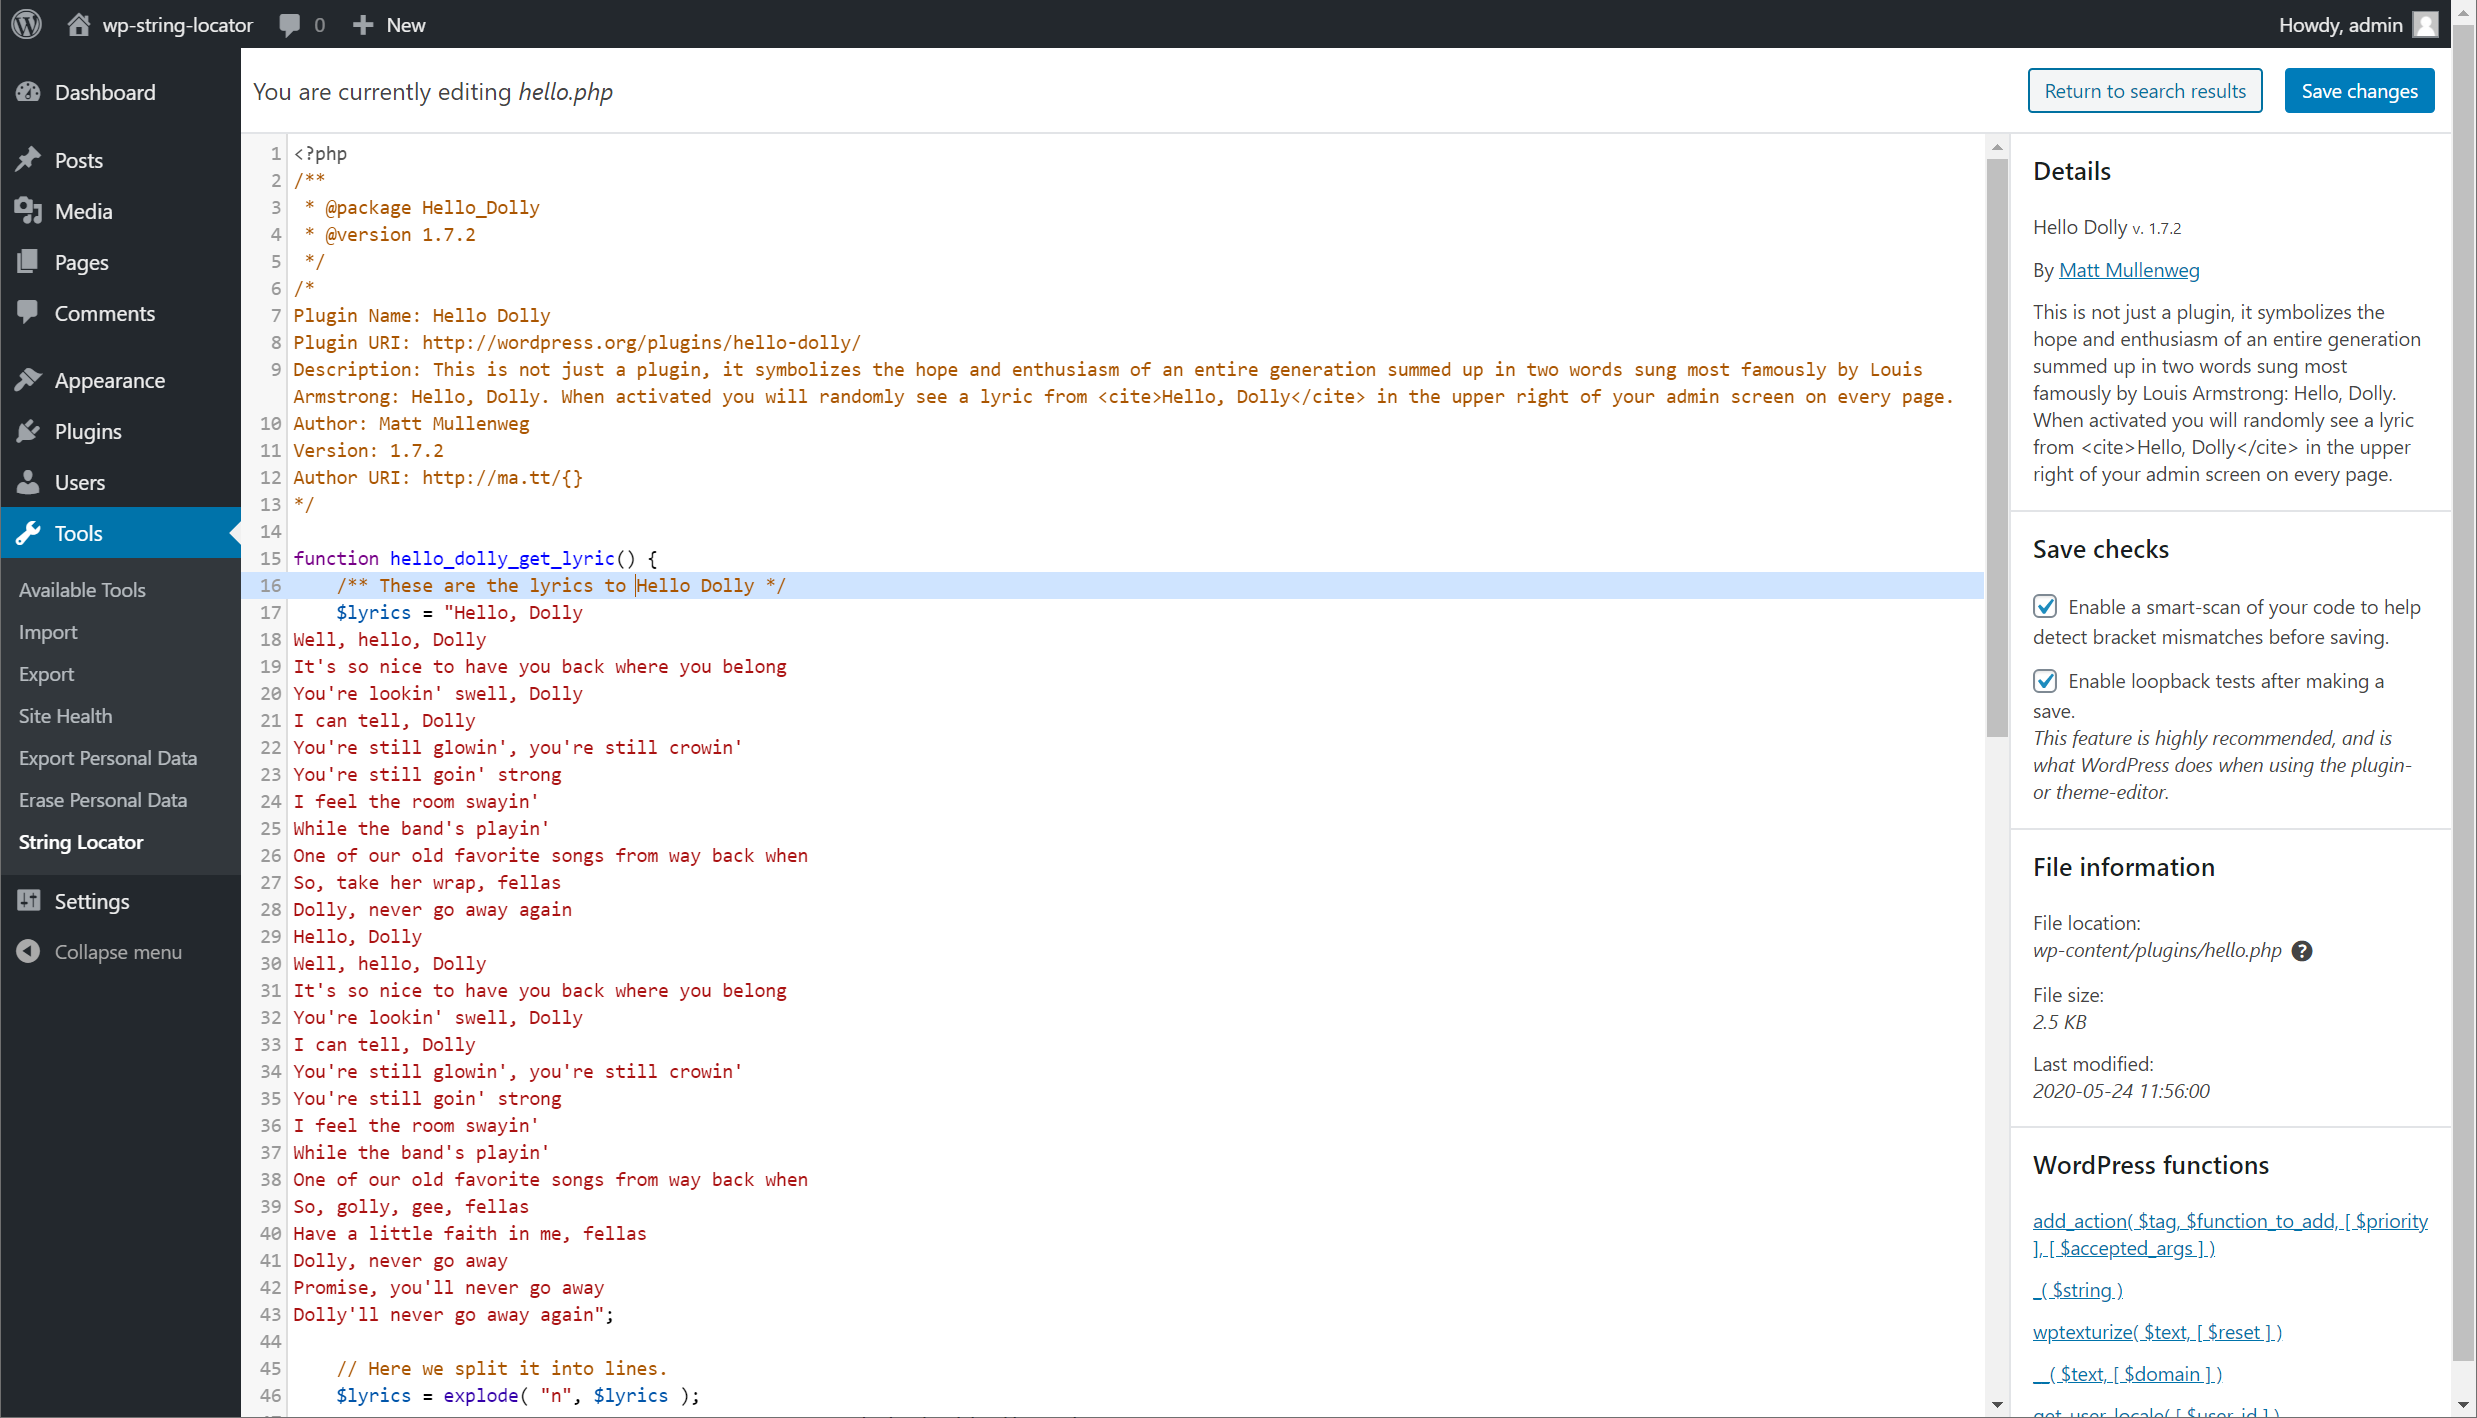 wp-string-locator 0 New Howdy, admin
Dashboard
Posts
Media
Pages
Comments
Appearance
Plugins
Users
Tools
Available Tools
Import
Export
Site Health
Export Personal Data
Erase Personal Data
String Locator
Settings
Collapse menu
You are currently editing hello.php
Return to search results
Save changes
1 <?php
2 /**
3  * @package Hello_Dolly
4  * @version 1.7.2
5  */
6 /*
7 Plugin Name: Hello Dolly
8 Plugin URI: http://wordpress.org/plugins/hello-dolly/
9 Description: This is not just a plugin, it symbolizes the hope and enthusiasm of an entire generation summed up in two words sung most famously by Louis
Armstrong: Hello, Dolly. When activated you will randomly see a lyric from <cite>Hello, Dolly</cite> in the upper right of your admin screen on every page.
10 Author: Matt Mullenweg
11 Version: 1.7.2
12 Author URI: http://ma.tt/{}
13 */
14
15 function hello_dolly_get_lyric() {
16     /** These are the lyrics to Hello Dolly */
17     $lyrics = "Hello, Dolly
18 Well, hello, Dolly
19 It's so nice to have you back where you belong
20 You're lookin' swell, Dolly
21 I can tell, Dolly
22 You're still glowin', you're still crowin'
23 You're still goin' strong
24 I feel the room swayin'
25 While the band's playin'
26 One of our old favorite songs from way back when
27 So, take her wrap, fellas
28 Dolly, never go away again
29 Hello, Dolly
30 Well, hello, Dolly
31 It's so nice to have you back where you belong
32 You're lookin' swell, Dolly
33 I can tell, Dolly
34 You're still glowin', you're still crowin'
35 You're still goin' strong
36 I feel the room swayin'
37 While the band's playin'
38 One of our old favorite songs from way back when
39 So, golly, gee, fellas
40 Have a little faith in me, fellas
41 Dolly, never go away
42 Promise, you'll never go away
43 Dolly'll never go away again";
44
45     // Here we split it into lines.
46     $lyrics = explode( "n", $lyrics );
Details
Hello Dolly v. 1.7.2
By Matt Mullenweg
This is not just a plugin, it symbolizes the
hope and enthusiasm of an entire generation
summed up in two words sung most
famously by Louis Armstrong: Hello, Dolly.
When activated you will randomly see a lyric
from <cite>Hello, Dolly</cite> in the upper
right of your admin screen on every page.
Save checks
Enable a smart-scan of your code to help
detect bracket mismatches before saving.
Enable loopback tests after making a
save.
This feature is highly recommended, and is
what WordPress does when using the plugin-
or theme-editor.
File information
File location:
wp-content/plugins/hello.php ?
File size:
2.5 KB
Last modified:
2020-05-24 11:56:00
WordPress functions
add_action( $tag, $function_to_add, [ $priority
], [ $accepted_args ] )
_( $string )
wptexturize( $text, [ $reset ] )
__( $text, [ $domain ] )
get_user_locale( [ $user_id ] )